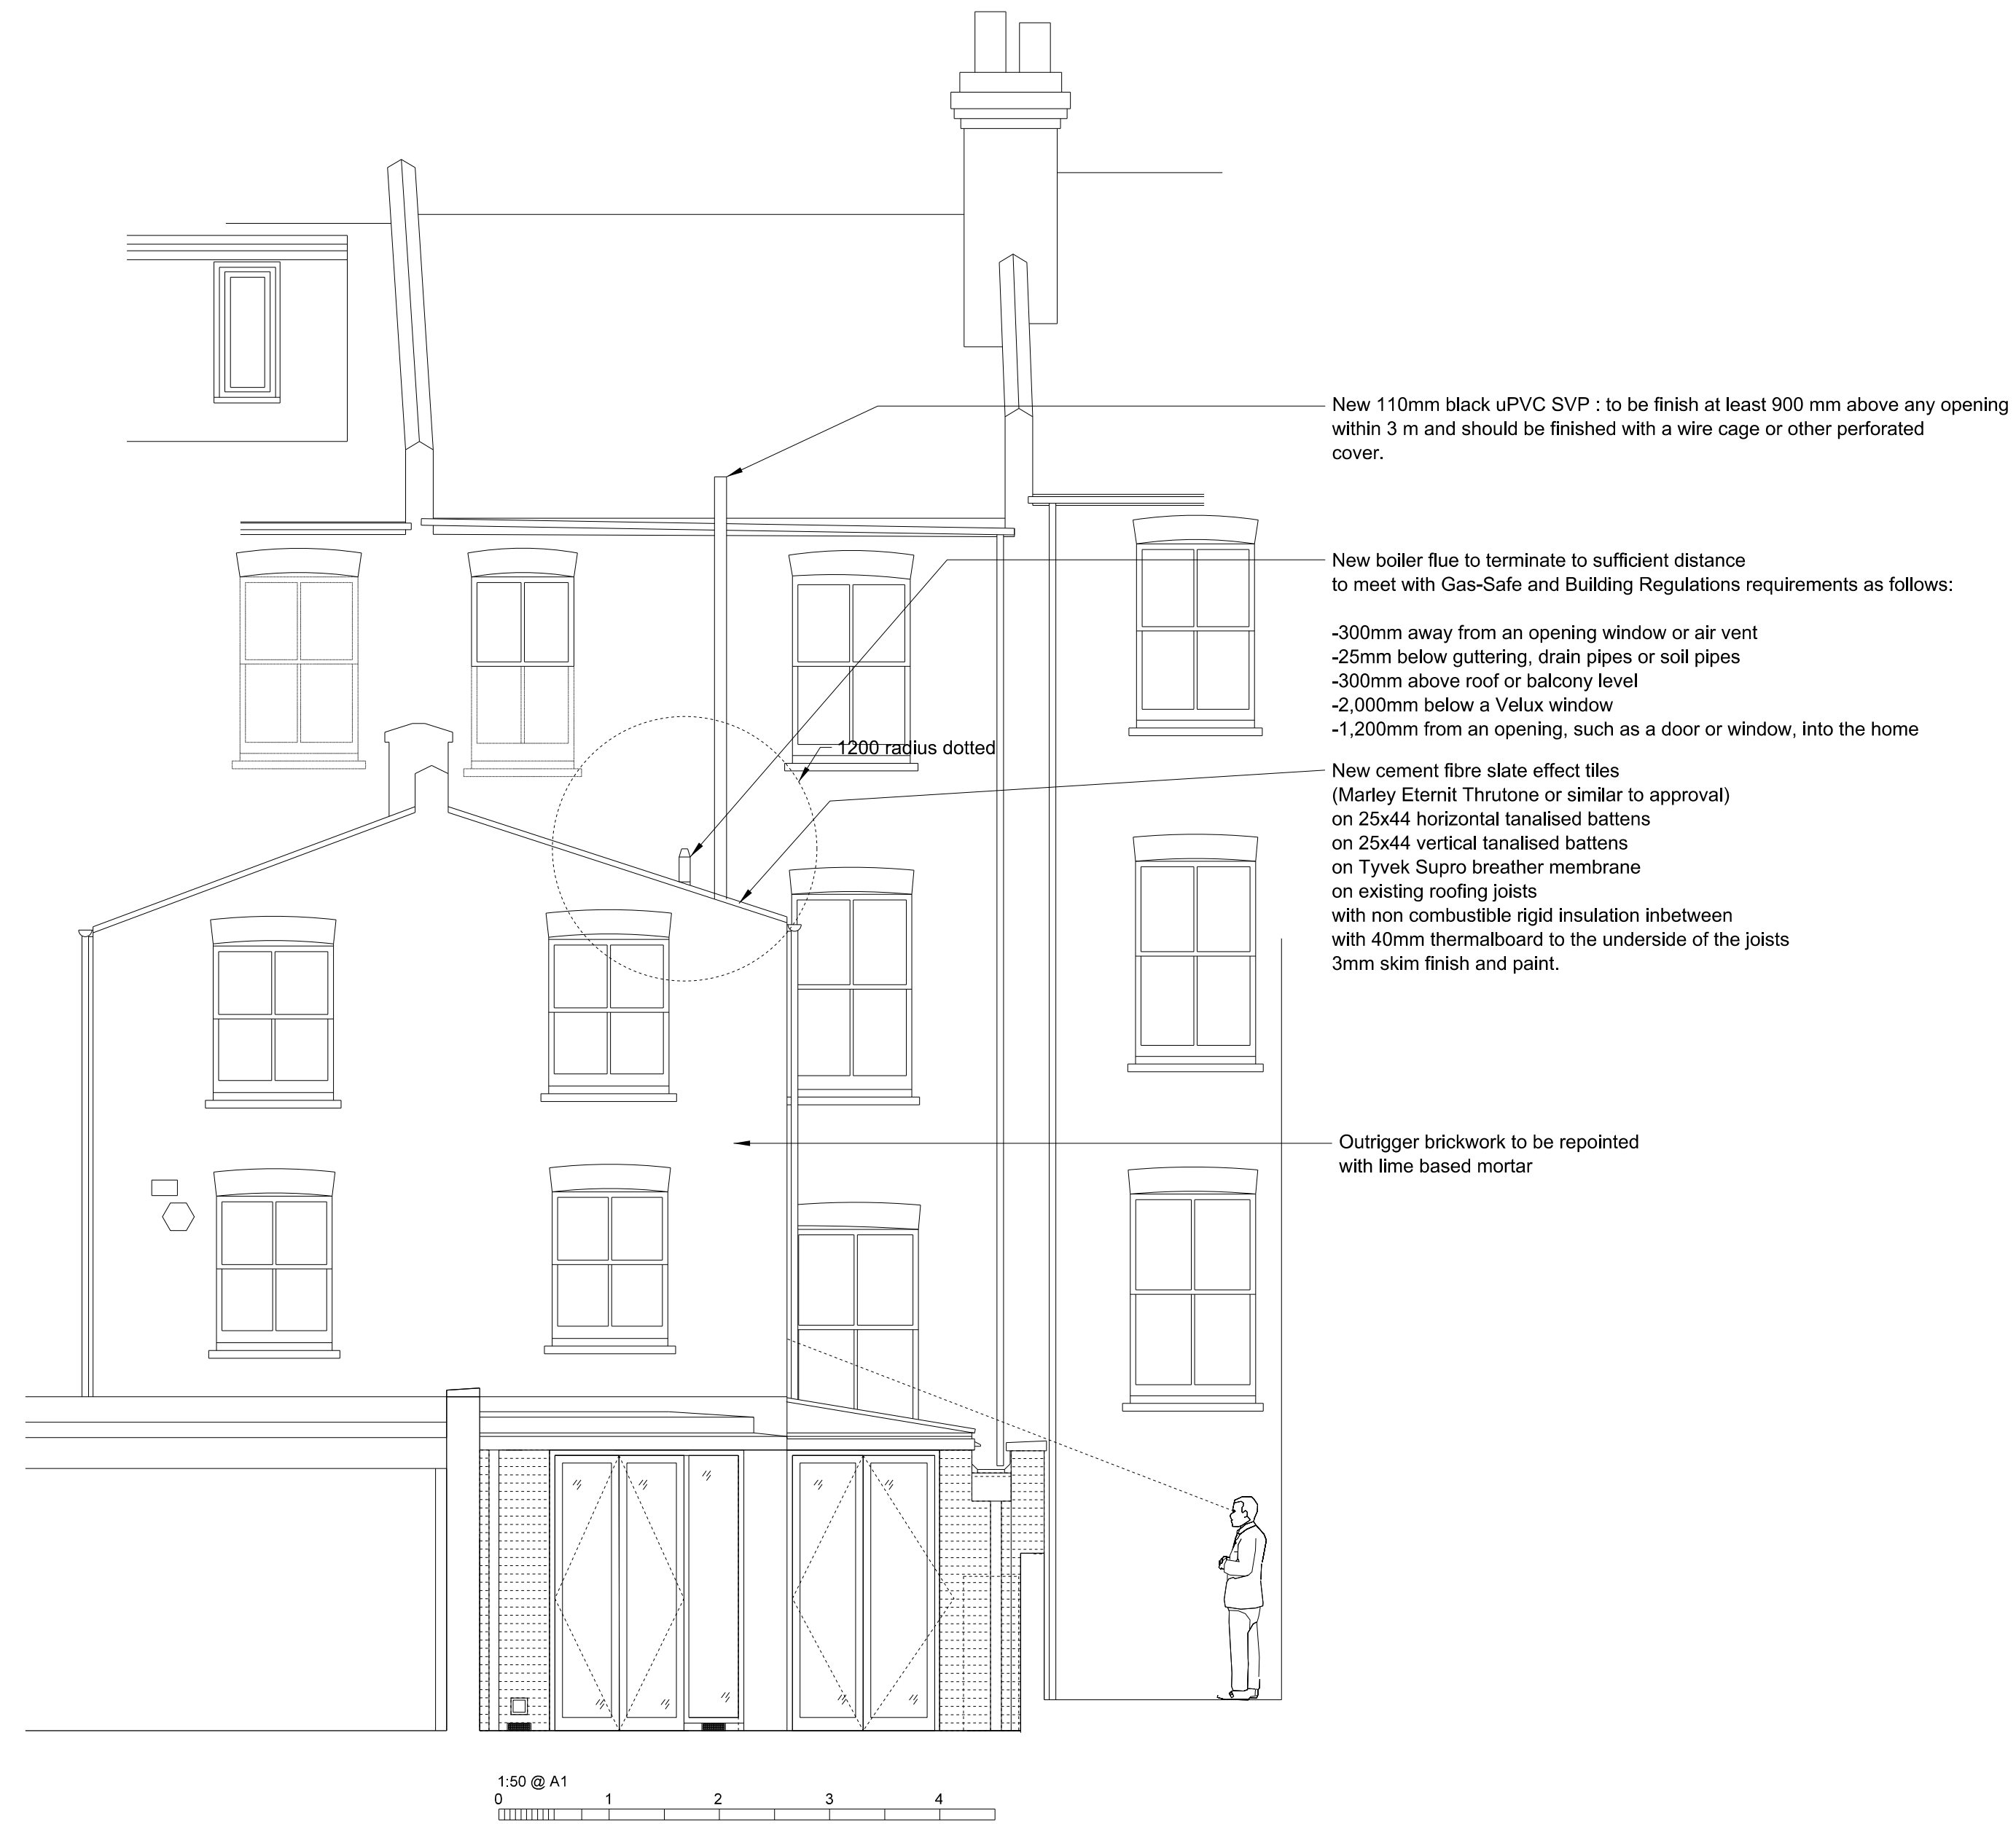 New 110mm black uPVC SVP : to be finish at least 900 mm above any opening
within 3 m and should be finished with a wire cage or other perforated
cover.
New boiler flue to terminate to sufficient distance
to meet with Gas-Safe and Building Regulations requirements as follows:
-300mm away from an opening window or air vent
-25mm below guttering, drain pipes or soil pipes
-300mm above roof or balcony level
-2,000mm below a Velux window
-1,200mm from an opening, such as a door or window, into the home
1200 radius dotted
New cement fibre slate effect tiles
(Marley Eternit Thrutone or similar to approval)
on 25x44 horizontal tanalised battens
on 25x44 vertical tanalised battens
on Tyvek Supro breather membrane
on existing roofing joists
with non combustible rigid insulation inbetween
with 40mm thermalboard to the underside of the joists
3mm skim finish and paint.
Outrigger brickwork to be repointed
with lime based mortar
1:50 @ A1
0 1 2 3 4